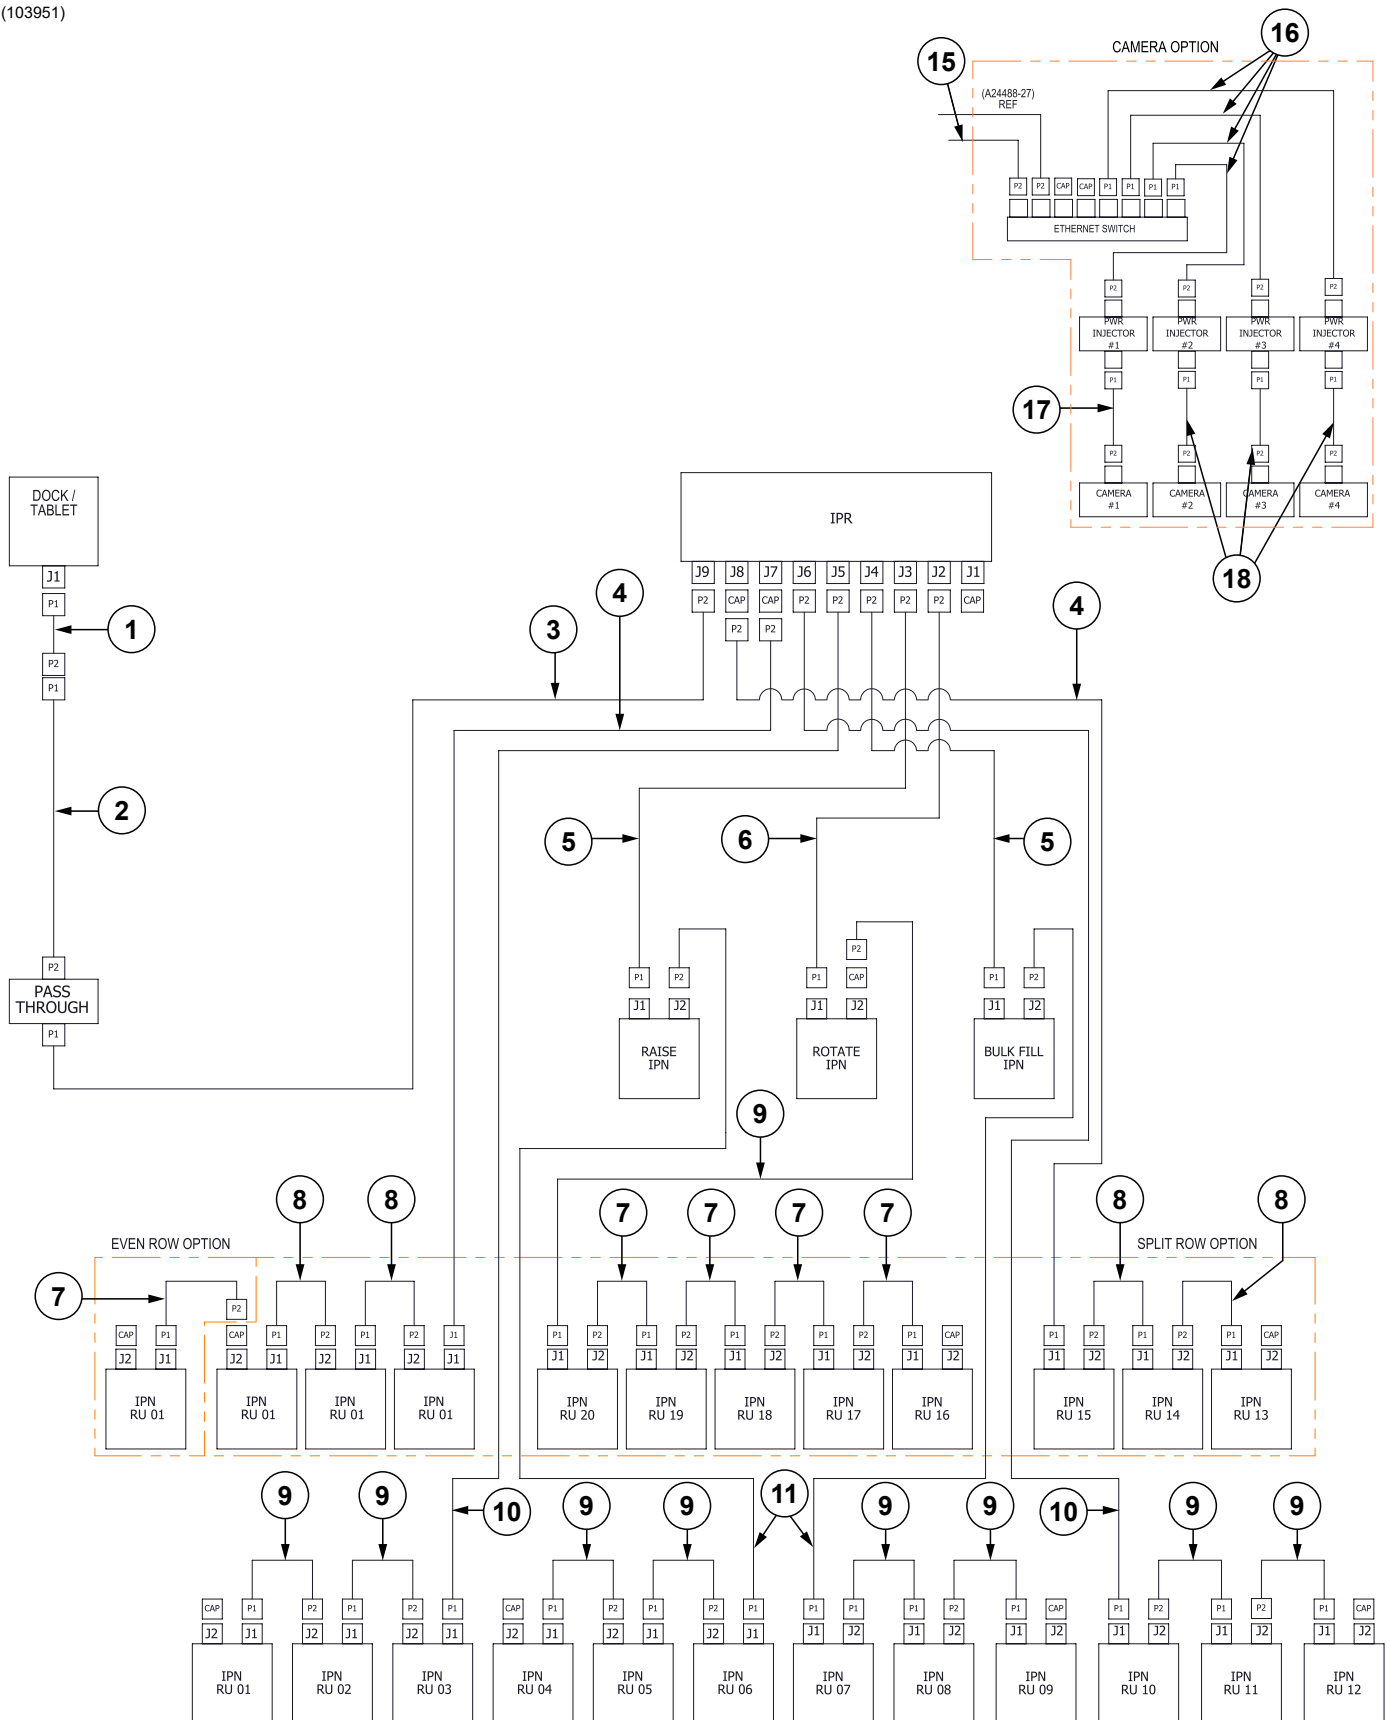 (103951)
16
CAMERA OPTION
15
(A24488-27)
REF
P2 P2 CAP CAP P1 P1 P1 P1
ETHERNET SWITCH
P2 P2 P2 P2
PWR INJECTOR #1
PWR INJECTOR #2
PWR INJECTOR #3
PWR INJECTOR #4
P1 P1 P1 P1
17
P2 P2 P2 P2
CAMERA #1
CAMERA #2
CAMERA #3
CAMERA #4
18
DOCK /
TABLET
J1
P1
1
P2
P1
2
P2
PASS
THROUGH
P1
IPR
J9 J8 J7 J6 J5 J4 J3 J2 J1
P2 CAP CAP P2 P2 P2 P2 P2 CAP
P2 P2
3
4
4
5
6
5
P2
P1 P2 P1 CAP P1 P2
J1 J2 J1 J2 J1 J2
RAISE
IPN
ROTATE
IPN
BULK FILL
IPN
9
8 8 7 7 7 7 8 8
EVEN ROW OPTION
SPLIT ROW OPTION
7
P2
CAP P1 CAP P1 P2 P1 P2 J1 P1 P2 P1 P2 P1 P2 P1 P2 P1 CAP P1 P2 P1 P2 P1 CAP
J2 J1 J2 J1 J2 J1 J2 J1 J1 J2 J1 J2 J1 J2 J1 J2 J1 J2 J1 J2 J1 J2 J1 J2
IPN
RU 01
IPN
RU 01
IPN
RU 01
IPN
RU 01
IPN
RU 20
IPN
RU 19
IPN
RU 18
IPN
RU 17
IPN
RU 16
IPN
RU 15
IPN
RU 14
IPN
RU 13
9 9 10 9 9 11 9 9 10 9 9
CAP P1 P2 P1 P2 P1 CAP P1 P2 P1 P2 P1 P1 P1 P1 P2 P1 CAP P1 P2 P1 P2 P1 CAP
J2 J1 J2 J1 J2 J1 J2 J1 J2 J1 J2 J1 J1 J2 J1 J2 J1 J2 J1 J2 J1 J2 J1 J2
IPN
RU 01
IPN
RU 02
IPN
RU 03
IPN
RU 04
IPN
RU 05
IPN
RU 06
IPN
RU 07
IPN
RU 08
IPN
RU 09
IPN
RU 10
IPN
RU 11
IPN
RU 12